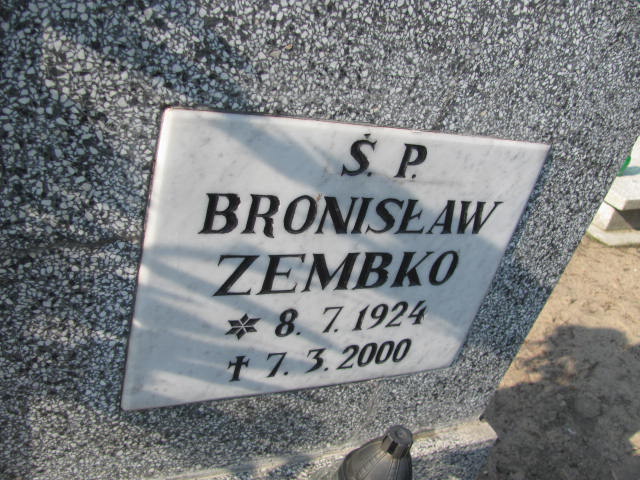 Ś. P.
BRONISŁAW
ZEMBKO
* 8. 7. 1924
† 7. 3. 2000